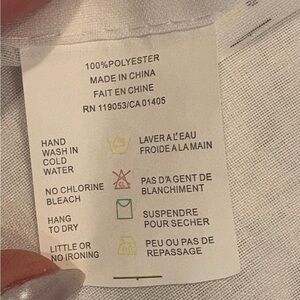 100%POLYESTER
MADE IN CHINA
FAIT EN CHINE
RN 119053/CA 01405
HAND
WASH IN
COLD
WATER
LAVER A L'EAU
FROIDE A LA MAIN
NO CHLORINE
BLEACH
PAS D'AGENT DE
BLANCHIMENT
HANG
TO DRY
SUSPENDRE
POUR SECHER
LITTLE OR
NO IRONING
PEU OU PAS DE
REPASSAGE